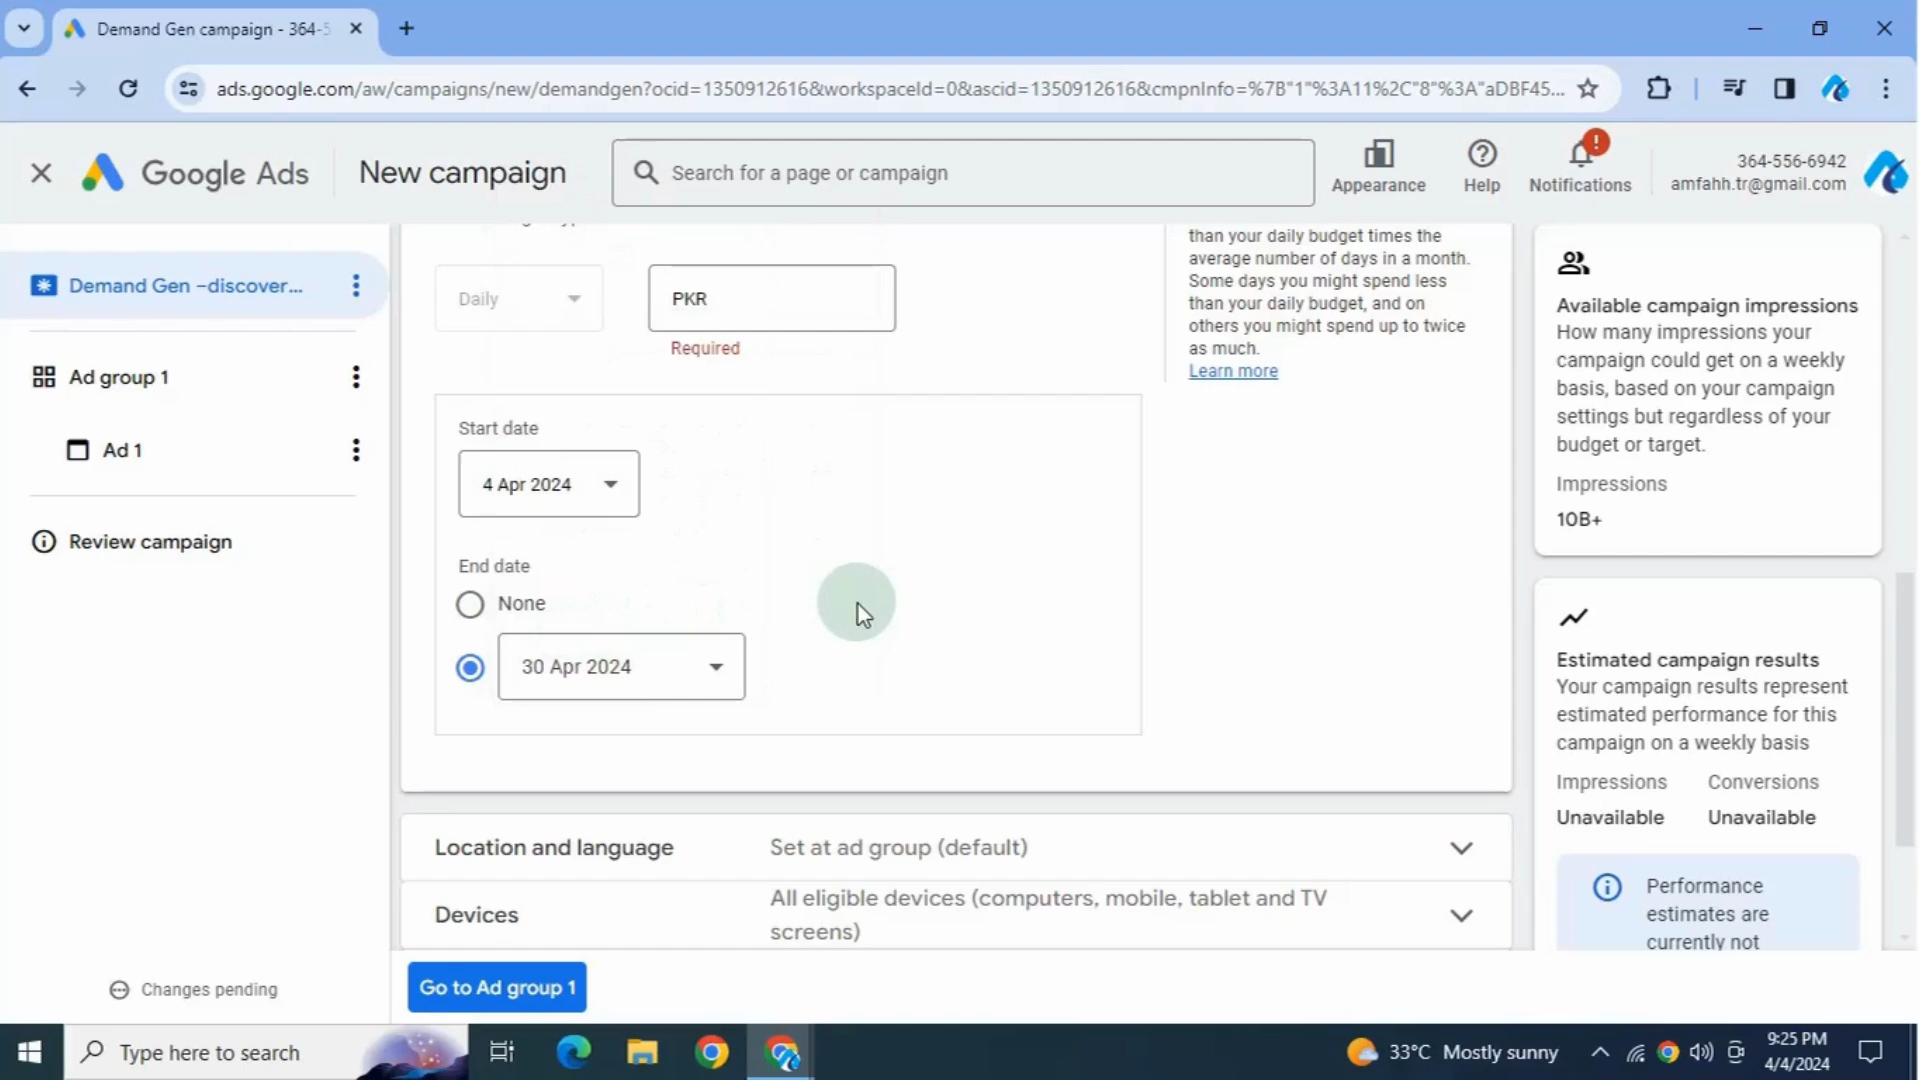 Demand Gen campaign - 364-5
ads.google.com/aw/campaigns/new/demandgen?ocid=1350912616&workspaceId=0&ascid=1350912616&cmpnInfo=%7B"1"%3A11%2C"8"%3A"aDBF45...
Google Ads
New campaign
Search for a page or campaign
Appearance
Help
!
Notifications
364-556-6942
amfahh.tr@gmail.com
Demand Gen –discover...
Ad group 1
Ad 1
Review campaign
Changes pending
Daily
PKR
Required
than your daily budget times the
average number of days in a month.
Some days you might spend less
than your daily budget, and on
others you might spend up to twice
as much.
Learn more
Start date
4 Apr 2024
End date
None
30 Apr 2024
Location and language
Set at ad group (default)
Devices
All eligible devices (computers, mobile, tablet and TV
screens)
Go to Ad group 1
Available campaign impressions
How many impressions your
campaign could get on a weekly
basis, based on your campaign
settings but regardless of your
budget or target.
Impressions
10B+
Estimated campaign results
Your campaign results represent
estimated performance for this
campaign on a weekly basis
Impressions Conversions
Unavailable Unavailable
Performance
estimates are
currently not
Type here to search
33°C Mostly sunny
9:25 PM
4/4/2024